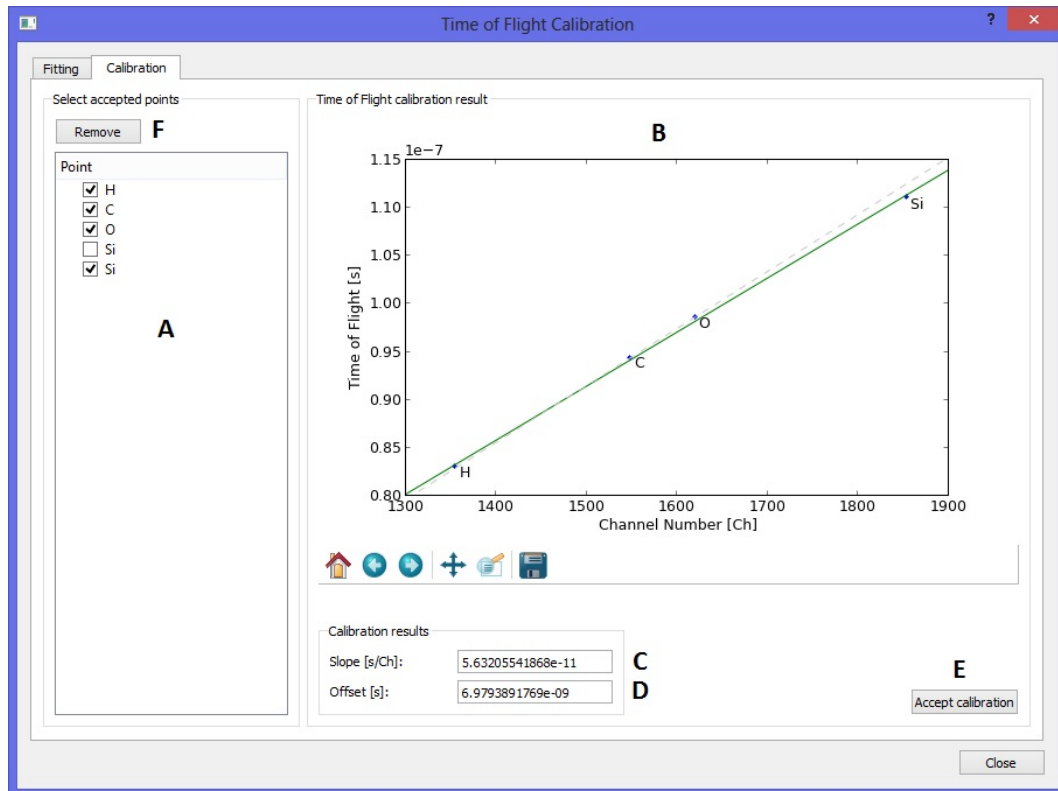 Time of Flight Calibration
?
Fitting
Calibration
Select accepted points
Remove
F
Point
H
C
O
Si
Si
A
Time of Flight calibration result
B
1e-7
1.15
1.10
1.05
1.00
0.95
0.90
0.85
0.80
Time of Flight [s]
H
C
O
Si
1300 1400 1500 1600 1700 1800 1900
Channel Number [Ch]
Calibration results
Slope [s/Ch]: 5.63205541868e-11 C
Offset [s]: 6.9793891769e-09 D
E
Accept calibration
Close